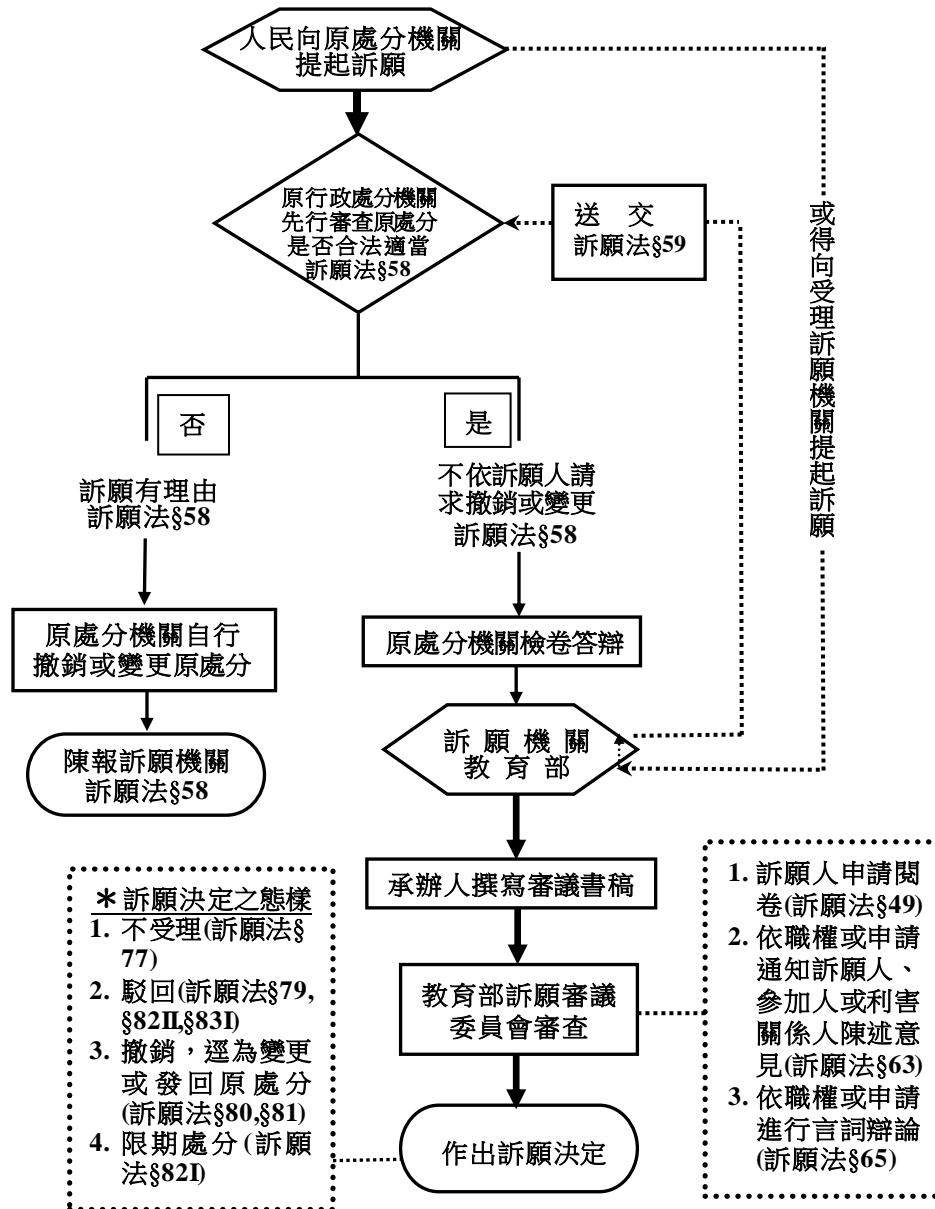 人民向原處分機關
提起訴願
原行政處分機關
先行審查原處分
是否合法適當
訴願法§58
送 交
訴願法§59
或得向受理訴願機關提起訴願
否
是
訴願有理由
訴願法§58
不依訴願人請
求撤銷或變更
訴願法§58
原處分機關自行
撤銷或變更原處分
原處分機關檢卷答辯
陳報訴願機關
訴願法§58
訴 願 機 關
教 育 部
承辦人撰寫審議書稿
教育部訴願審議
委員會審查
作出訴願決定
＊訴願決定之態樣
1. 不受理(訴願法§
77)
2. 駁回(訴願法§79,
§82II,§83I)
3. 撤銷，逕為變更
或發回原處分
(訴願法§80,§81)
4. 限期處分(訴願
法§82I)
1. 訴願人申請閱
卷(訴願法§49)
2. 依職權或申請
通知訴願人、
參加人或利害
關係人陳述意
見(訴願法§63)
3. 依職權或申請
進行言詞辯論
(訴願法§65)